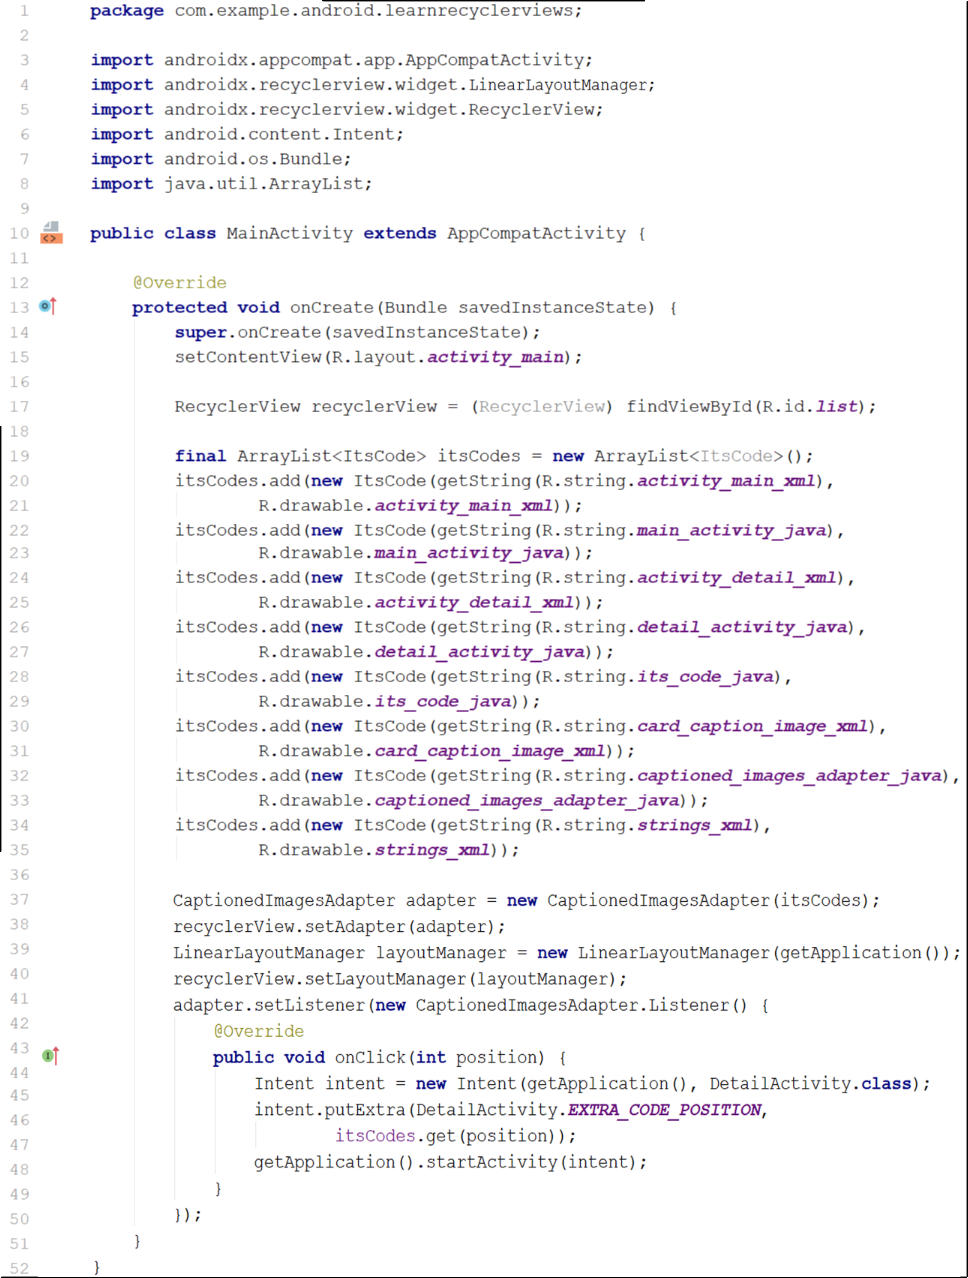 1 package com.example.android.learnrecyclerviews;
2
3 import androidx.appcompat.app.AppCompatActivity;
4 import androidx.recyclerview.widget.LinearLayoutManager;
5 import androidx.recyclerview.widget.RecyclerView;
6 import android.content.Intent;
7 import android.os.Bundle;
8 import java.util.ArrayList;
9
10 <> public class MainActivity extends AppCompatActivity {
11
12 @Override
13 protected void onCreate(Bundle savedInstanceState) {
14 super.onCreate(savedInstanceState);
15 setContentView(R.layout.activity_main);
16
17 RecyclerView recyclerView = (RecyclerView) findViewById(R.id.list);
18
19 final ArrayList<ItsCode> itsCodes = new ArrayList<ItsCode>();
20 itsCodes.add(new ItsCode(getString(R.string.activity_main_xml),
21 R.drawable.activity_main_xml));
22 itsCodes.add(new ItsCode(getString(R.string.main_activity_java),
23 R.drawable.main_activity_java));
24 itsCodes.add(new ItsCode(getString(R.string.activity_detail_xml),
25 R.drawable.activity_detail_xml));
26 itsCodes.add(new ItsCode(getString(R.string.detail_activity_java),
27 R.drawable.detail_activity_java));
28 itsCodes.add(new ItsCode(getString(R.string.its_code_java),
29 R.drawable.its_code_java));
30 itsCodes.add(new ItsCode(getString(R.string.card_caption_image_xml),
31 R.drawable.card_caption_image_xml));
32 itsCodes.add(new ItsCode(getString(R.string.captioned_images_adapter_java),
33 R.drawable.captioned_images_adapter_java));
34 itsCodes.add(new ItsCode(getString(R.string.strings_xml),
35 R.drawable.strings_xml));
36
37 CaptionedImagesAdapter adapter = new CaptionedImagesAdapter(itsCodes);
38 recyclerView.setAdapter(adapter);
39 LinearLayoutManager layoutManager = new LinearLayoutManager(getApplication());
40 recyclerView.setLayoutManager(layoutManager);
41 adapter.setListener(new CaptionedImagesAdapter.Listener() {
42 @Override
43 public void onClick(int position) {
44 Intent intent = new Intent(getApplication(), DetailActivity.class);
45 intent.putExtra(DetailActivity.EXTRA_CODE_POSITION,
46 itsCodes.get(position));
47 getApplication().startActivity(intent);
48 }
49 });
50 }
51 }
52